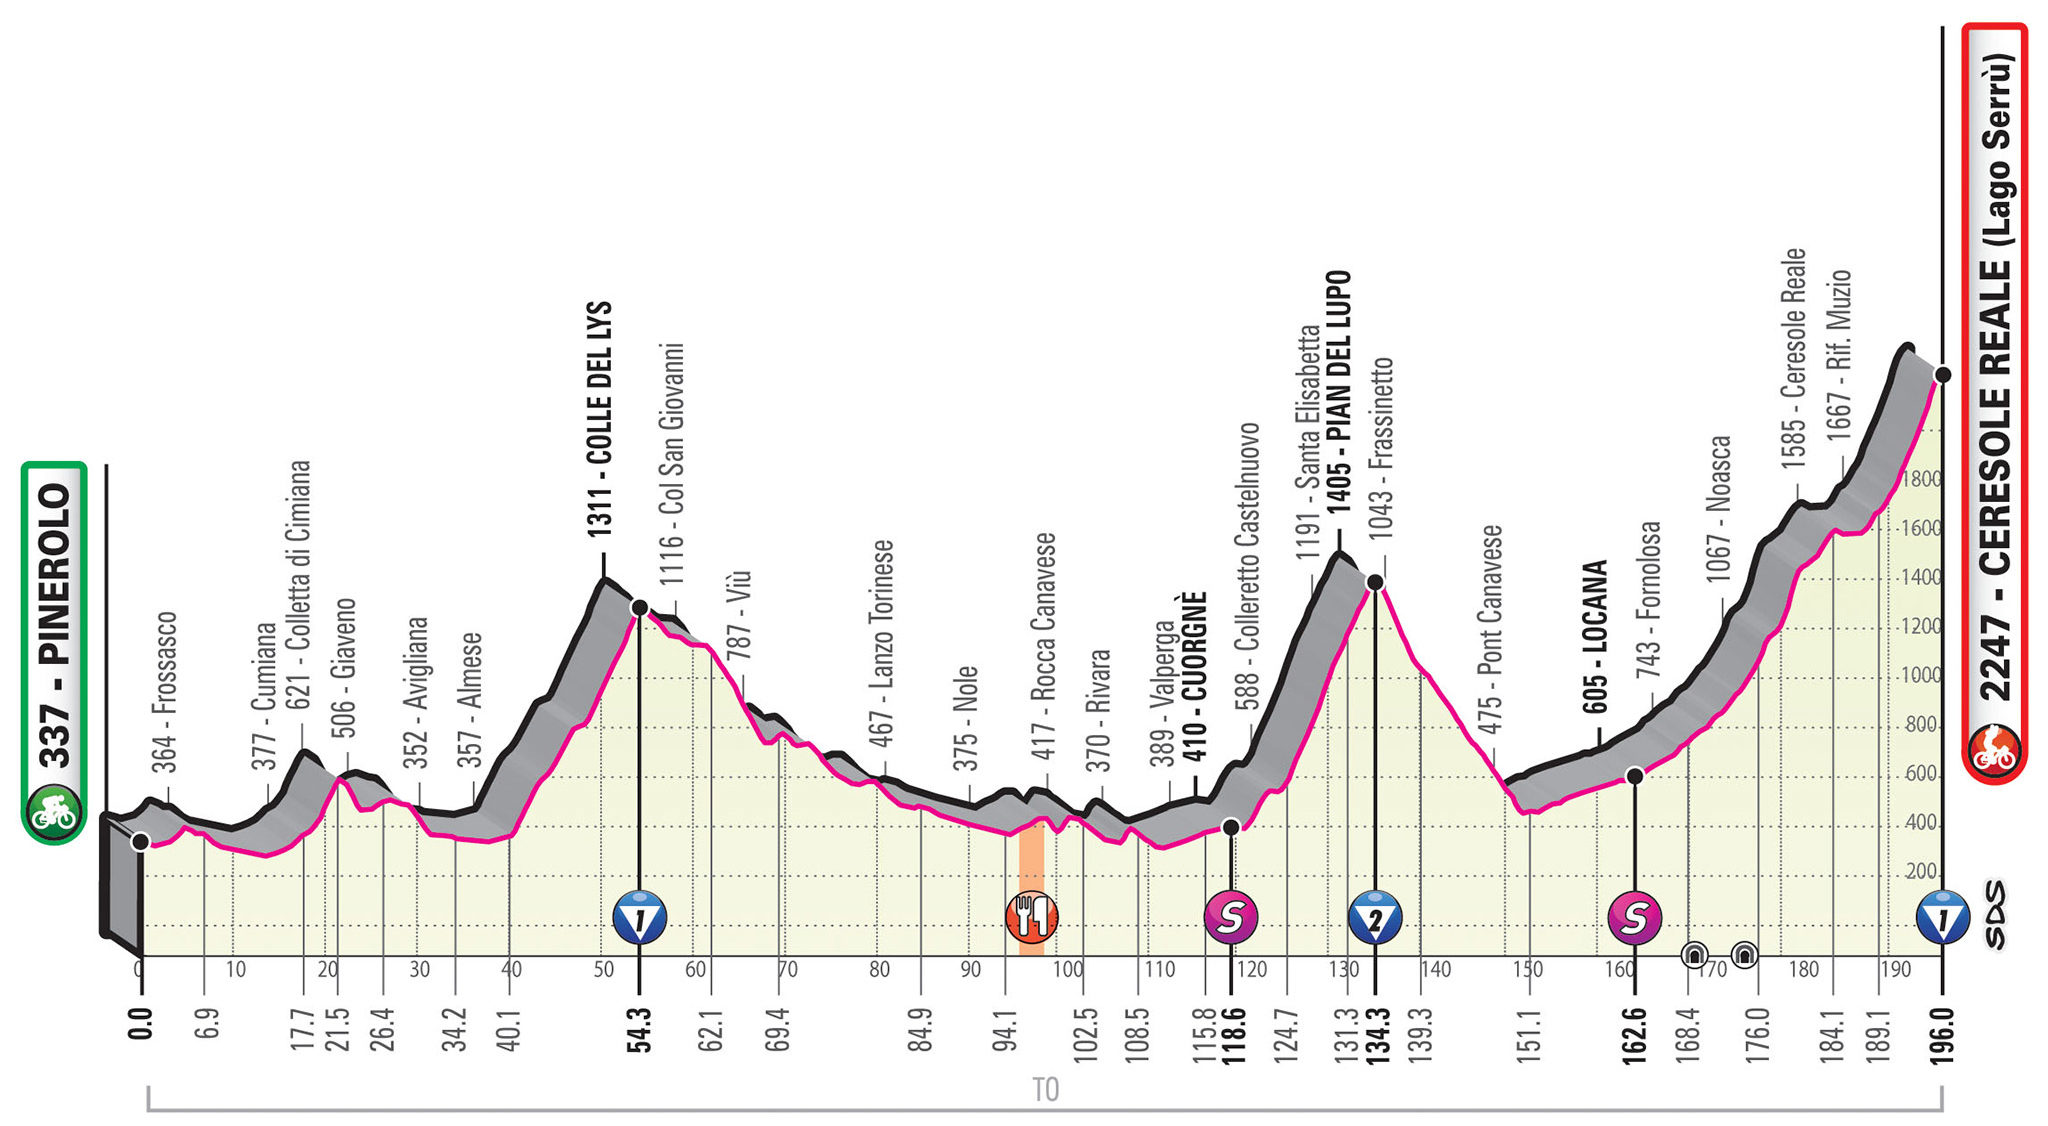 337 - PINEROLO
364 - Frossasco
377 - Cumiana
621 - Colletta di Cimiana
506 - Giaveno
352 - Avigliana
357 - Almese
1311 - COLLE DEL LYS
1116 - Col San Giovanni
787 - Viù
467 - Lanzo Torinese
375 - Nole
417 - Rocca Canavese
370 - Rivara
389 - Valperga
410 - CUORGNÈ
588 - Colleretto Castelnuovo
1191 - Santa Elisabetta
1405 - PIAN DEL LUPO
1043 - Frassinetto
475 - Pont Canavese
605 - LOCANA
743 - Fornolosa
1067 - Noasca
1585 - Ceresole Reale
1667 - Rif. Muzio
2247 - CERESOLE REALE (Lago Serrù)
1800
1600
1400
1200
1000
800
600
400
200
1
S
2
S
1
SDS
0 10 20 30 40 50 60 70 80 90 100 110 120 130 140 150 160 170 180 190
0.0 6.9 17.7 21.5 26.4 34.2 40.1 54.3 62.1 69.4 84.9 94.1 102.5 108.5 115.8 118.6 124.7 131.3 134.3 139.3 151.1 162.6 168.4 176.0 184.1 189.1 196.0
TO